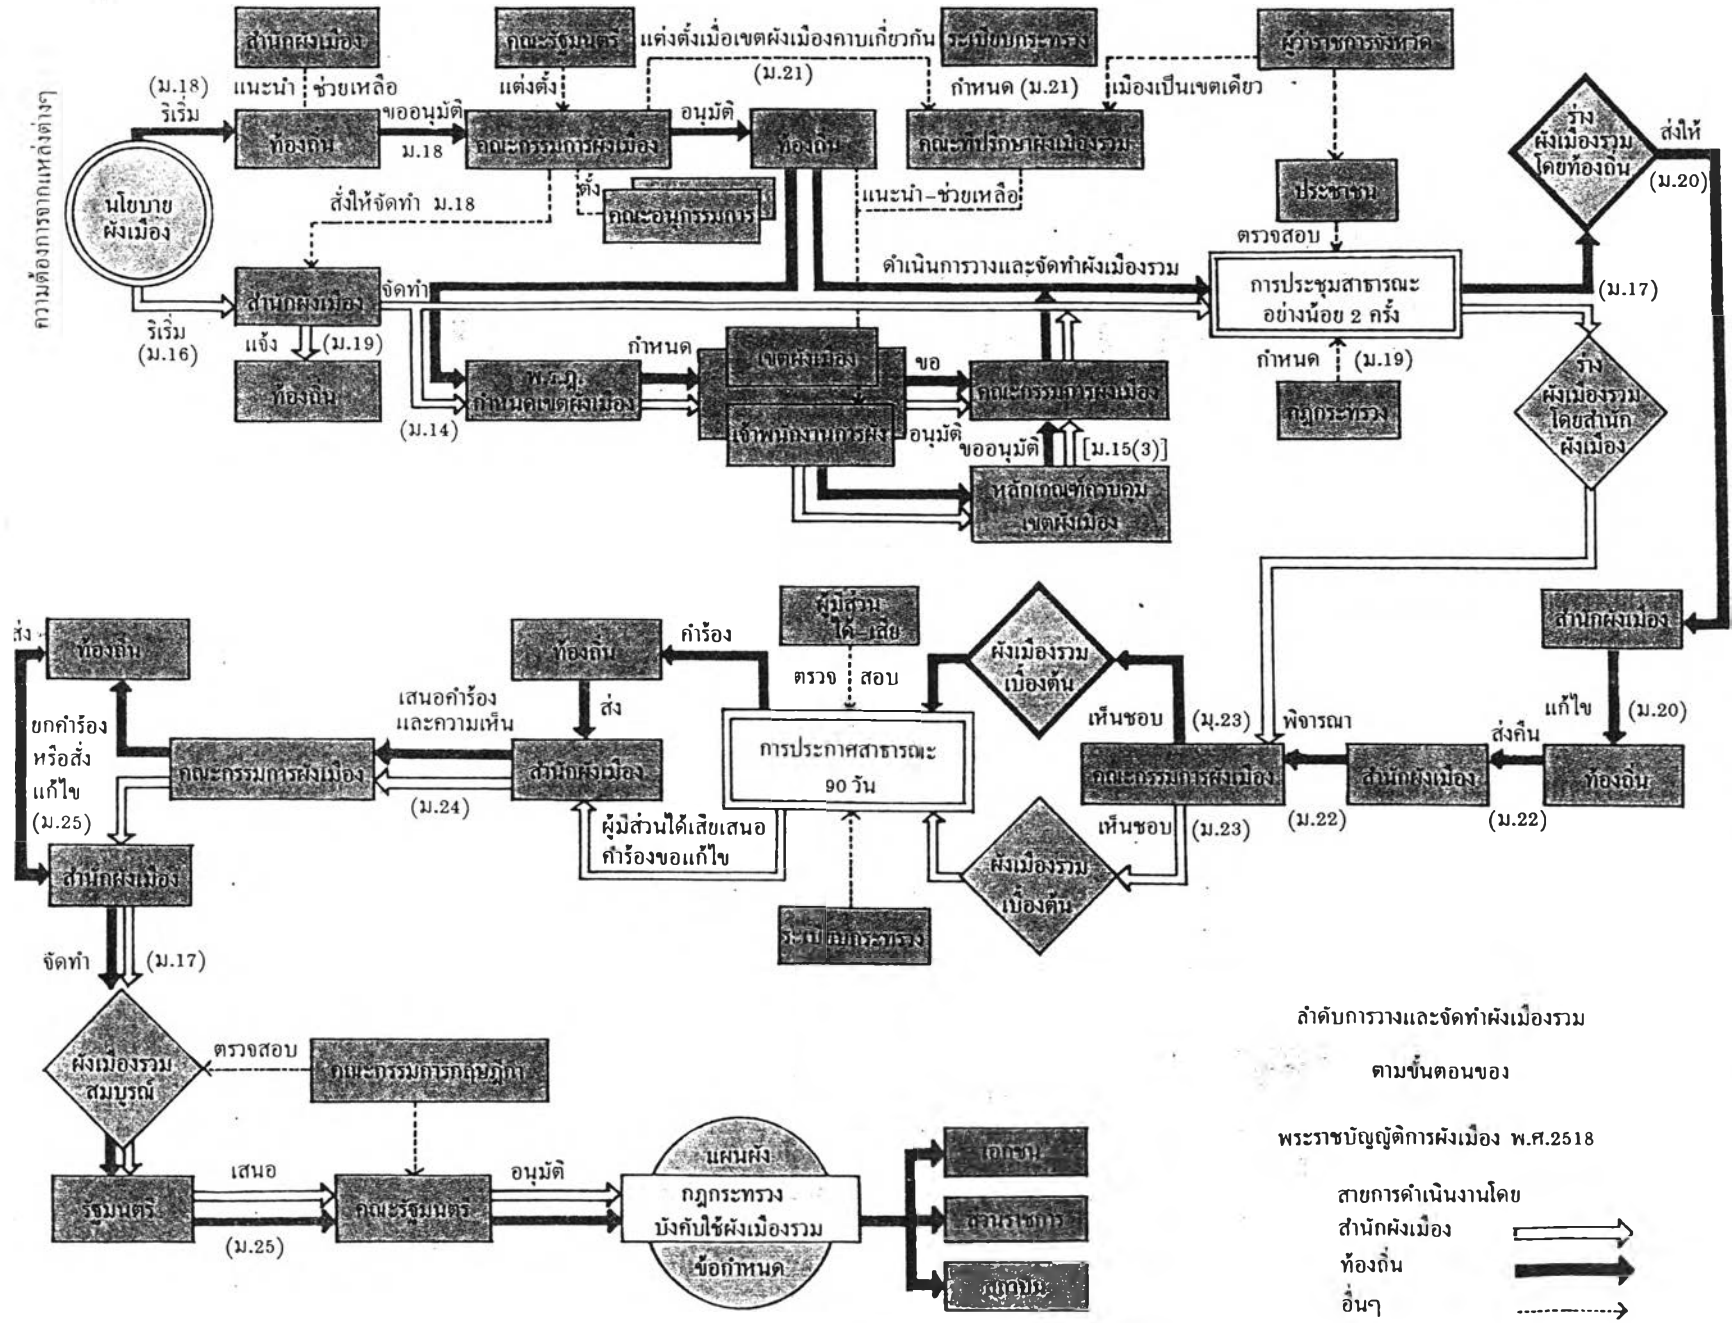 ความต้องการจากแหล่งต่างๆ
นโยบาย
ผังเมือง
(ม.18)
ริเริ่ม
สำนักผังเมือง
แนะนำ ช่วยเหลือ
ท้องถิ่น
ขออนุมัติ
ม.18
คณะรัฐมนตรี
แต่งตั้ง
คณะกรรมการผังเมือง
แต่งตั้งเมื่อเขตผังเมืองคาบเกี่ยวกัน
(ม.21)
อนุมัติ
ท้องถิ่น
ระเบียบกระทรวง
กำหนด (ม.21)
คณะที่ปรึกษาผังเมืองรวม
แนะนำ-ช่วยเหลือ
ผู้ว่าราชการจังหวัด
เมืองเป็นเขตเดียว
ประชาชน
ตรวจสอบ
สั่งให้จัดทำ ม.18
ตั้ง
คณะอนุกรรมการ
ริเริ่ม
(ม.16)
สำนักผังเมือง
จัดทำ
แจ้ง
(ม.19)
ท้องถิ่น
(ม.14)
พ.ร.ฎ.
กำหนดเขตผังเมือง
กำหนด
เขตผังเมือง
เจ้าพนักงานการผัง
ขอ
อนุมัติ
คณะกรรมการผังเมือง
ขออนุมัติ
[ม.15(3)]
หลักเกณฑ์ควบคุม
เขตผังเมือง
ดำเนินการวางและจัดทำผังเมืองรวม
การประชุมสาธารณะ
อย่างน้อย 2 ครั้ง
กำหนด
(ม.19)
กฎกระทรวง
(ม.17)
ร่าง
ผังเมืองรวม
โดยท้องถิ่น
ส่งให้
(ม.20)
ร่าง
ผังเมืองรวม
โดยสำนัก
ผังเมือง
สำนักผังเมือง
แก้ไข
(ม.20)
ท้องถิ่น
ส่งคืน
(ม.22)
สำนักผังเมือง
พิจารณา
(ม.22)
คณะกรรมการผังเมือง
เห็นชอบ
(ม.23)
ผังเมืองรวม
เบื้องต้น
เห็นชอบ
(ม.23)
ผังเมืองรวม
เบื้องต้น
ผู้มีส่วน
ได้-เสีย
ตรวจ สอบ
การประกาศสาธารณะ
90 วัน
ระเบียบกระทรวง
คำร้อง
ท้องถิ่น
ส่ง
สำนักผังเมือง
ผู้มีส่วนได้เสียเสนอ
คำร้องขอแก้ไข
เสนอคำร้อง
และความเห็น
(ม.24)
คณะกรรมการผังเมือง
ท้องถิ่น
ส่ง
ยกคำร้อง
หรือสั่ง
แก้ไข
(ม.25)
สำนักผังเมือง
จัดทำ
(ม.17)
ผังเมืองรวม
สมบูรณ์
ตรวจสอบ
คณะกรรมการกฤษฎีกา
รัฐมนตรี
เสนอ
(ม.25)
คณะรัฐมนตรี
อนุมัติ
แผนผัง
กฎกระทรวง
บังคับใช้ผังเมืองรวม
ข้อกำหนด
เอกชน
ส่วนราชการ
สถาบัน
ลำดับการวางและจัดทำผังเมืองรวม
ตามขั้นตอนของ
พระราชบัญญัติการผังเมือง พ.ศ.2518
สายการดำเนินงานโดย
สำนักผังเมือง
ท้องถิ่น
อื่นๆ